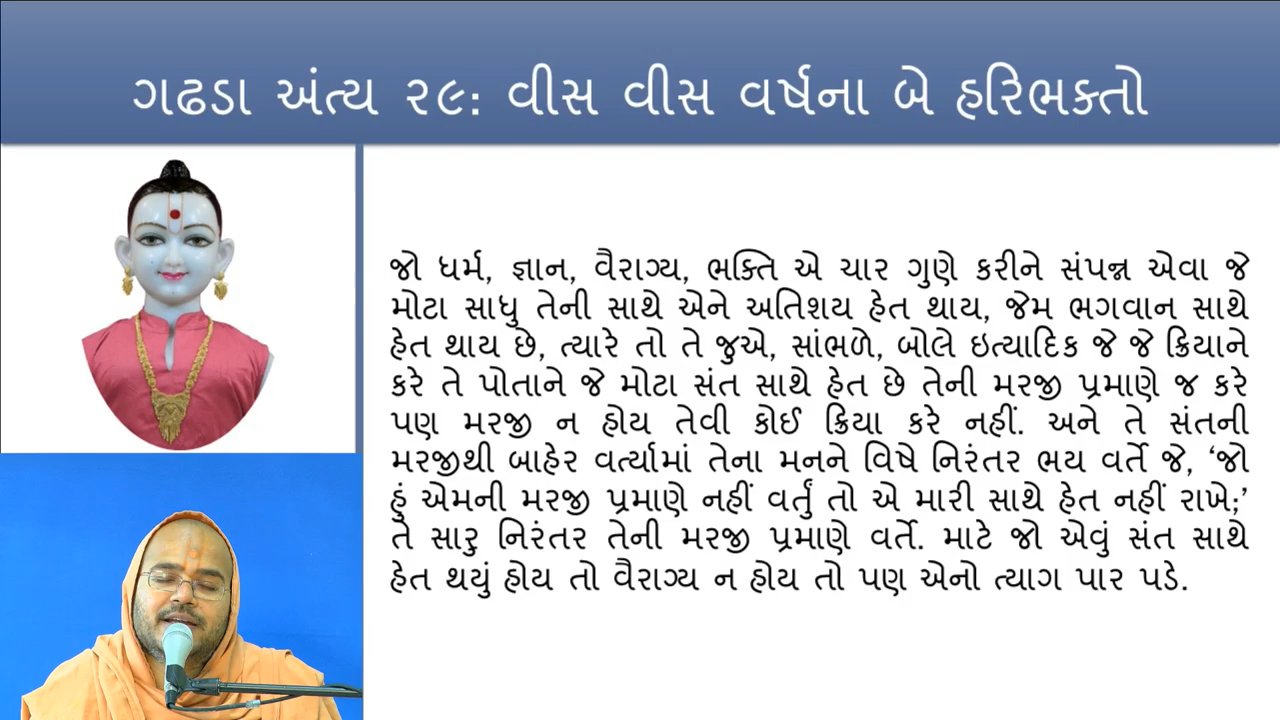 ગઢડા અંત્ય ૨૯: વીસ વીસ વર્ષના બે હરિભક્તો
જો ધર્મ, જ્ઞાન, વૈરાગ્ય, ભક્તિ એ ચાર ગુણે કરીને સંપન્ન એવા જે
મોટા સાધુ તેની સાથે એને અતિશય હેત થાય, જેમ ભગવાન સાથે
હેત થાય છે, ત્યારે તો તે જુએ, સાંભળે, બોલે ઇત્યાદિક જે જે ક્રિયાને
કરે તે પોતાને જે મોટા સંત સાથે હેત છે તેની મરજી પ્રમાણે જ કરે
પણ મરજી ન હોય તેવી કોઈ ક્રિયા કરે નહીં. અને તે સંતની
મરજીથી બાહેર વર્ત્યામાં તેના મનને વિષે નિરંતર ભય વર્તે જે, ‘જો
હું એમની મરજી પ્રમાણે નહીં વર્તું તો એ મારી સાથે હેત નહીં રાખે;’
તે સારુ નિરંતર તેની મરજી પ્રમાણે વર્તે. માટે જો એવું સંત સાથે
હેત થયું હોય તો વૈરાગ્ય ન હોય તો પણ એનો ત્યાગ પાર પડે.